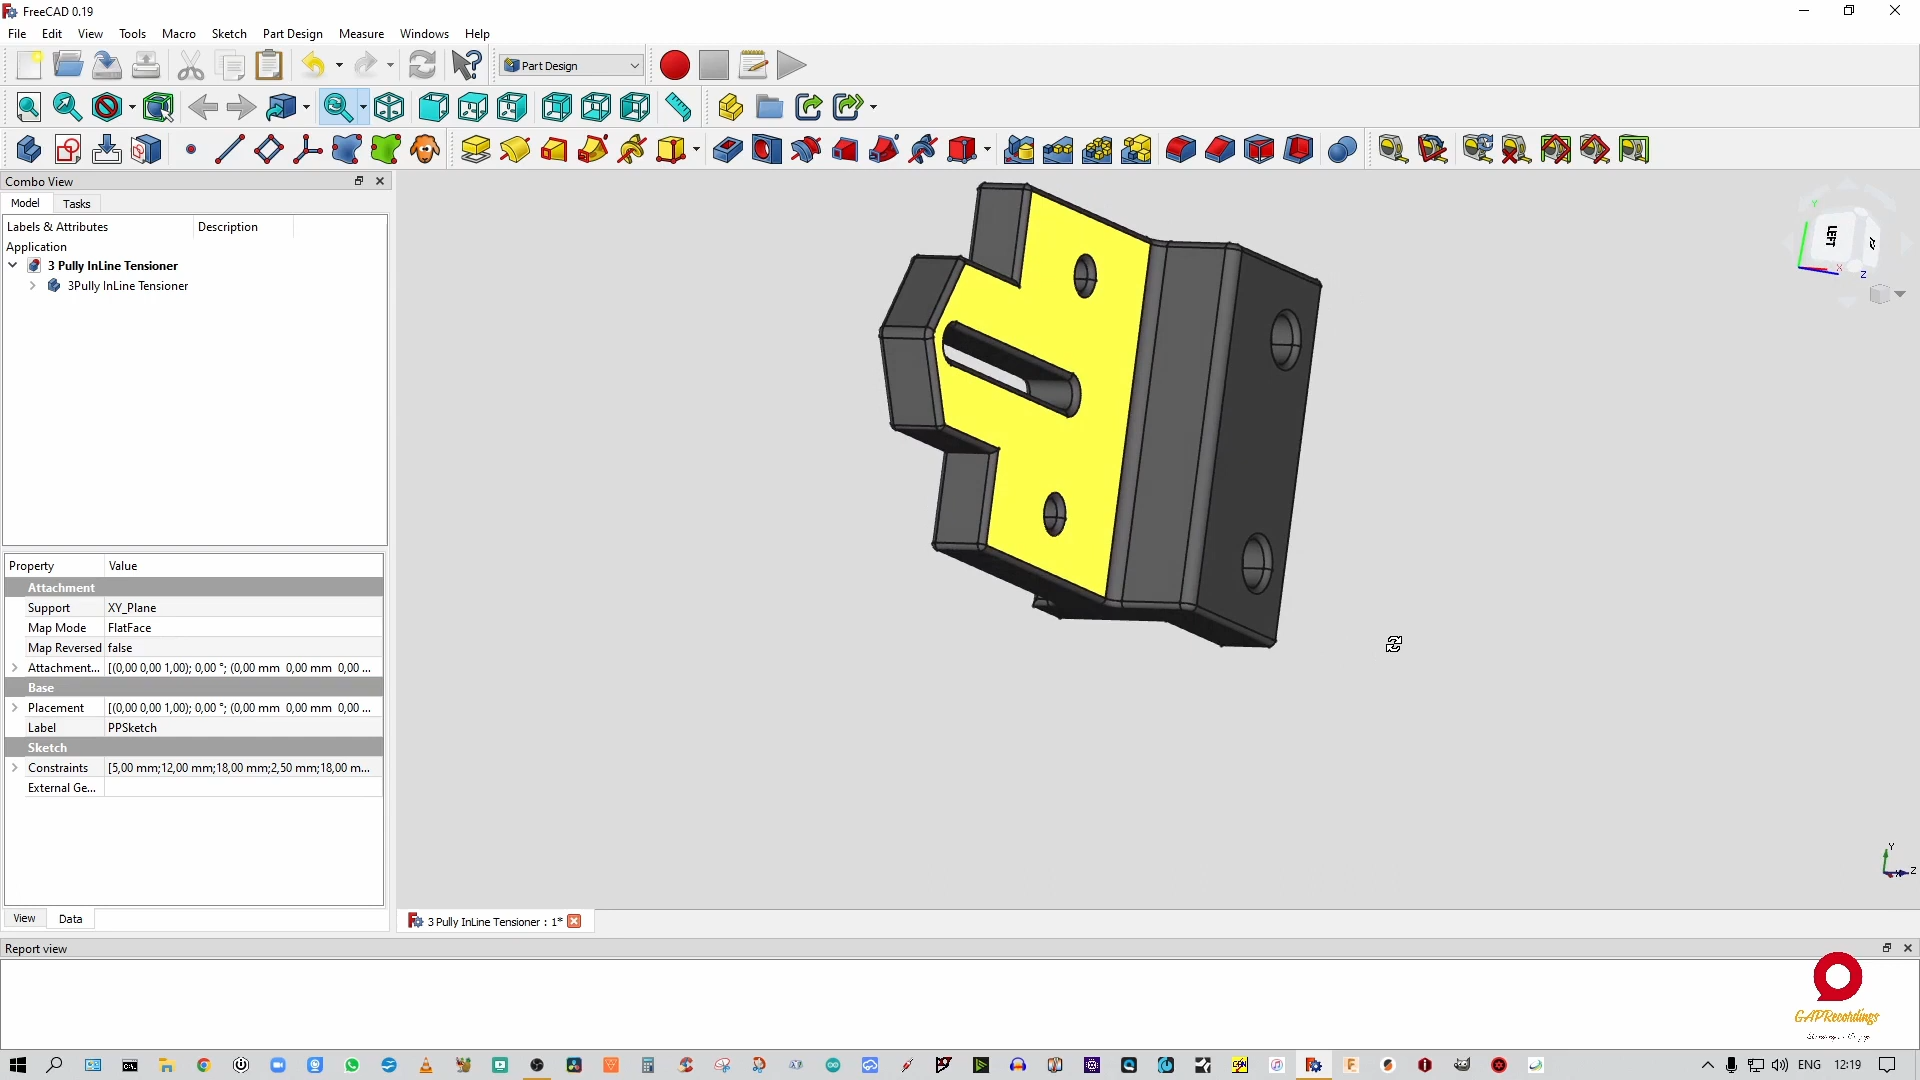 FreeCAD 0.19
File Edit View Tools Macro Sketch Part Design Measure Windows Help
Part Design
Combo View
Model Tasks
Labels & Attributes Description
Application
3 Pully InLine Tensioner
3Pully InLine Tensioner
Property Value
Attachment
Support XY_Plane
Map Mode FlatFace
Map Reversed false
Attachment... [(0,00 0,00 1,00); 0,00 °; (0,00 mm 0,00 mm 0,00 ...
Base
Placement [(0,00 0,00 1,00); 0,00 °; (0,00 mm 0,00 mm 0,00 ...
Label PPSketch
Sketch
Constraints [5,00 mm;12,00 mm;18,00 mm;2,50 mm;18,00 m...
External Ge...
View Data
Y
LEFT
X
Z
Y
Z
3 Pully InLine Tensioner : 1*
Report view
GAPRecordings
ENG 12:19